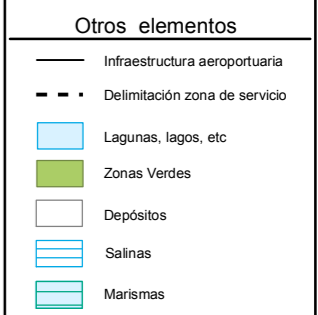 Otros elementos
Infraestructura aeroportuaria
Delimitación zona de servicio
Lagunas, lagos, etc
Zonas Verdes
Depósitos
Salinas
Marismas